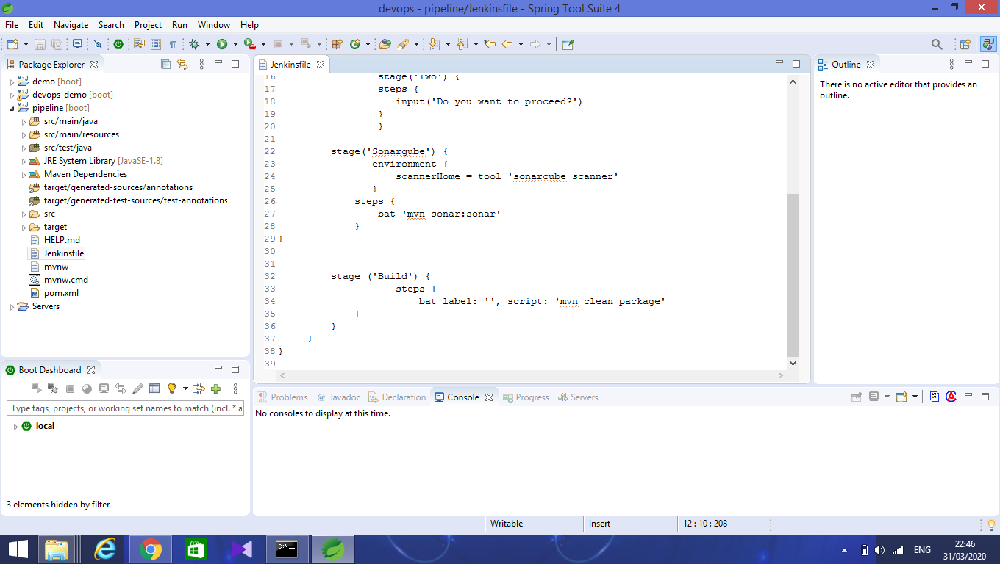 devops - pipeline/Jenkinsfile - Spring Tool Suite 4
File Edit Navigate Search Project Run Window Help
Package Explorer
demo [boot]
devops-demo [boot]
pipeline [boot]
src/main/java
src/main/resources
src/test/java
JRE System Library [JavaSE-1.8]
Maven Dependencies
target/generated-sources/annotations
target/generated-test-sources/test-annotations
src
target
HELP.md
Jenkinsfile
mvnw
mvnw.cmd
pom.xml
Servers
Jenkinsfile
16 stage('Two') {
17 steps {
18 input('Do you want to proceed?')
19 }
20 }
21
22 stage('Sonarqube') {
23 environment {
24 scannerHome = tool 'sonarcube scanner'
25 }
26 steps {
27 bat 'mvn sonar:sonar'
28 }
29 }
30
31
32 stage ('Build') {
33 steps {
34 bat label: '', script: 'mvn clean package'
35 }
36 }
37 }
38 }
39
Outline
There is no active editor that provides an
outline.
Boot Dashboard
Type tags, projects, or working set names to match (incl. * a
local
3 elements hidden by filter
Problems @ Javadoc Declaration Console Progress Servers
No consoles to display at this time.
Writable Insert 12 : 10 : 208
C:\_
ENG
22:46
31/03/2020